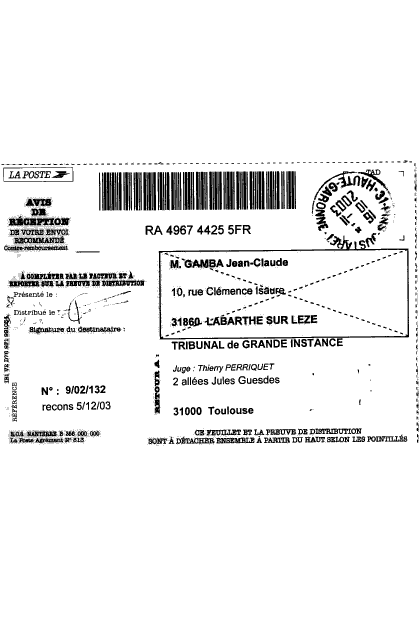 LA POSTE
TAD
AVIS
DE
RÉCEPTION
DE VOTRE ENVOI
RECOMMANDÉ
Contre-remboursement
RA 4967 4425 5FR
HAUTE-GARONNE
2003
À COMPLÉTER PAR LE FACTEUR ET À
REPORTER SUR LA PREUVE DE DISTRIBUTION
Présenté le :
Distribué le :
Signature du destinataire :
M. GAMBA Jean-Claude
10, rue Clémence Isaure
31860 LABARTHE SUR LEZE
RETOUR À :
TRIBUNAL de GRANDE INSTANCE
Juge : Thierry PERRIQUET
2 allées Jules Guesdes
31000 Toulouse
RÉFÉRENCE
N° : 9/02/132
recons 5/12/03
R.C.S. NANTERRE B 356 000 000
La Poste Agrément N° 513
CE FEUILLET ET LA PREUVE DE DISTRIBUTION
SONT À DÉTACHER ENSEMBLE À PARTIR DU HAUT SELON LES POINTILLÉS